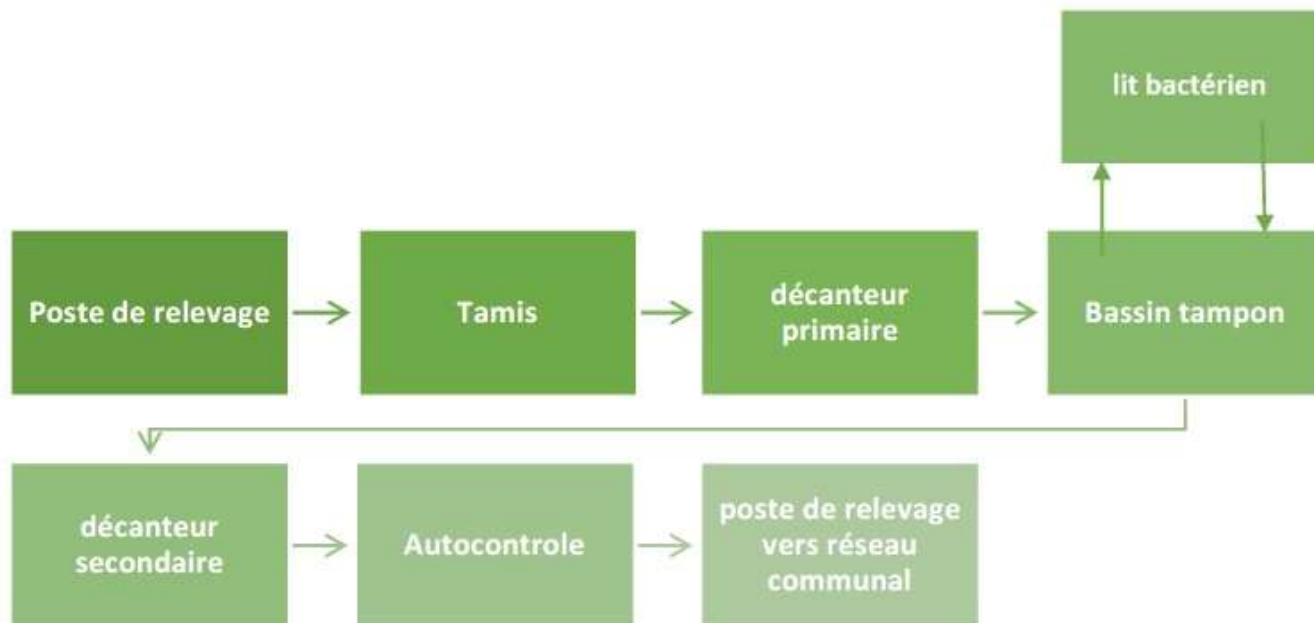 lit bactérien
Poste de relevage
Tamis
décanteur
primaire
Bassin tampon
décanteur
secondaire
Autocontrole
poste de relevage
vers réseau
communal